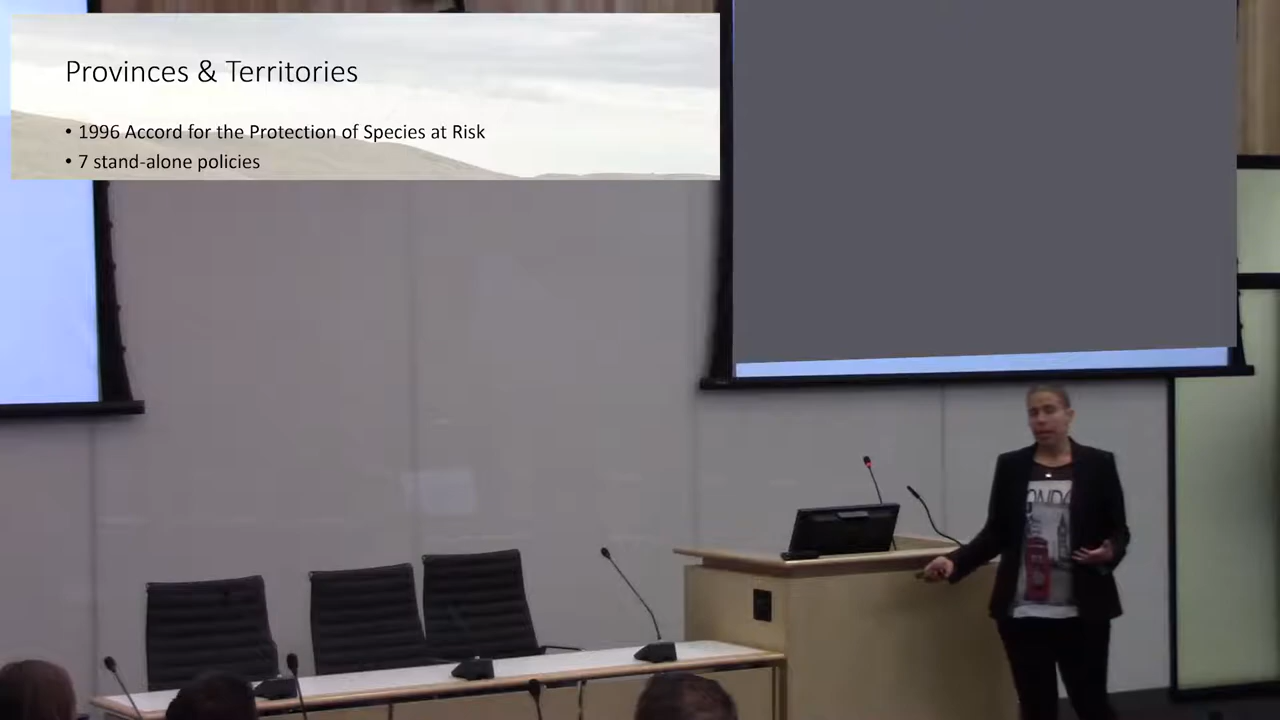 Provinces & Territories
• 1996 Accord for the Protection of Species at Risk
• 7 stand-alone policies